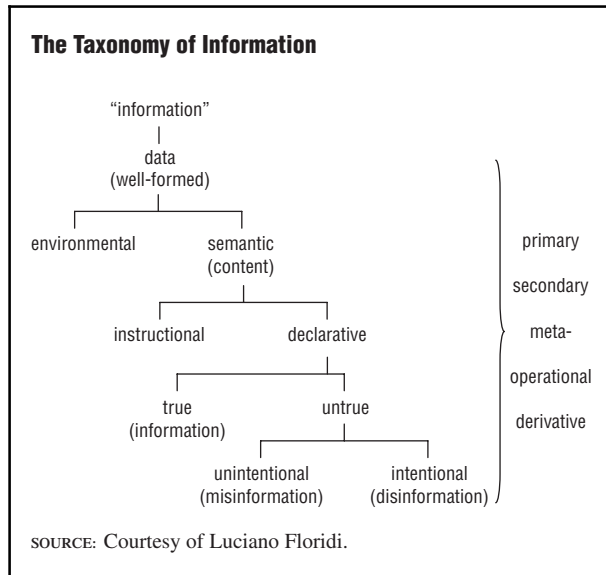 The Taxonomy of Information
“information”
data
(well-formed)
environmental
semantic
(content)
instructional
declarative
true
(information)
untrue
unintentional
(misinformation)
intentional
(disinformation)
primary
secondary
meta-
operational
derivative
SOURCE: Courtesy of Luciano Floridi.